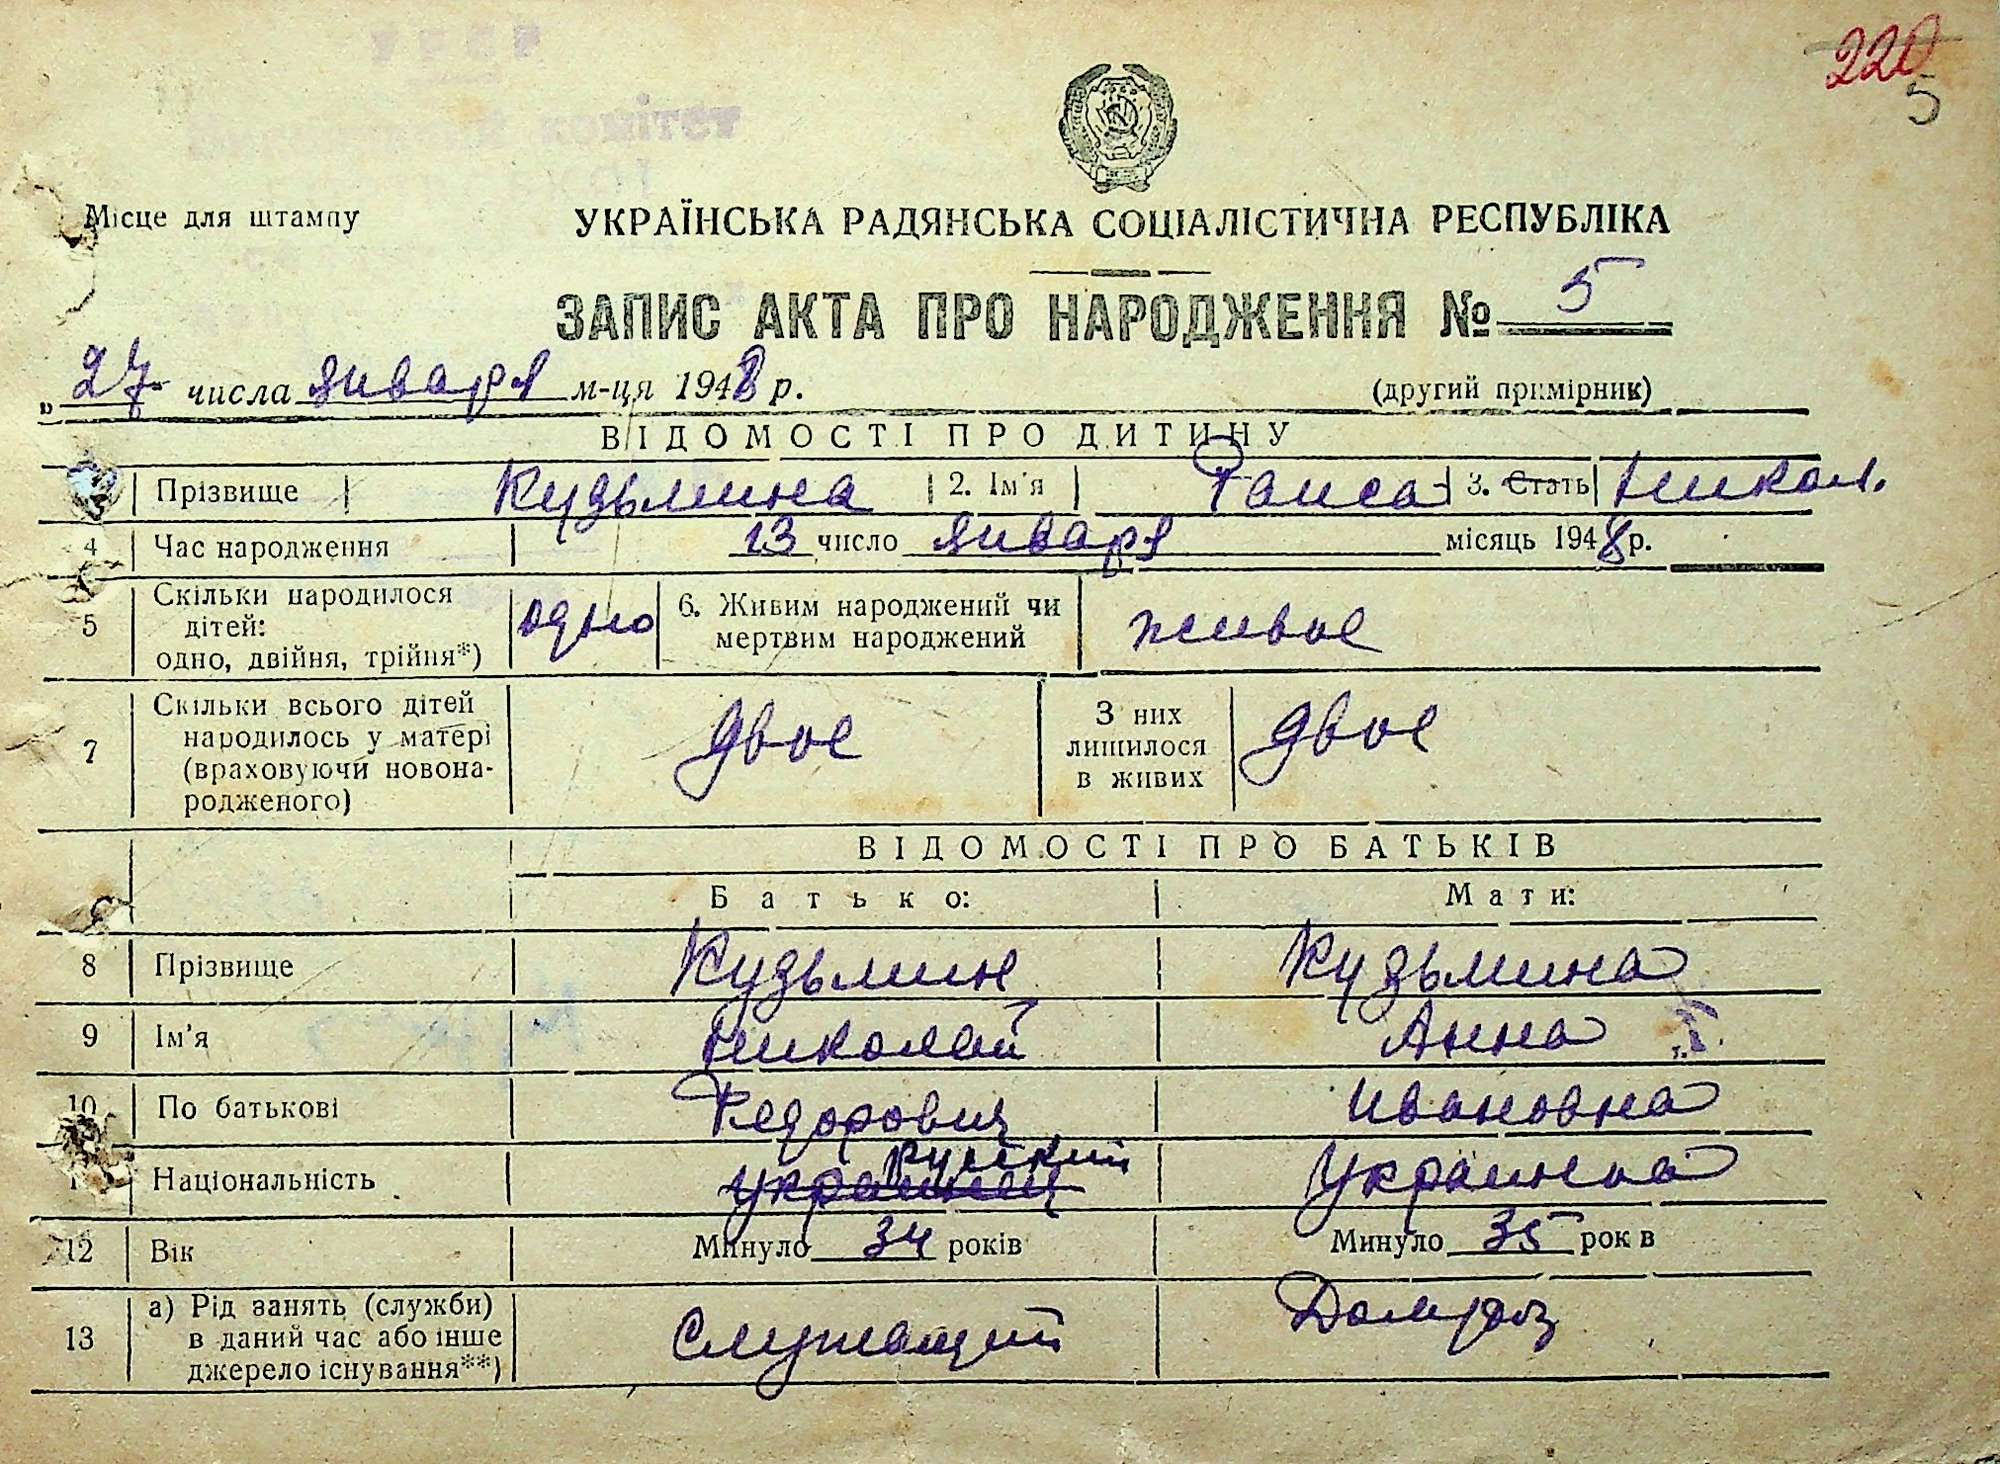 220
5
комітет
Місце для штампу
УКРАЇНСЬКА РАДЯНСЬКА СОЦІАЛІСТИЧНА РЕСПУБЛІКА
ЗАПИС АКТА ПРО НАРОДЖЕННЯ № 5
„ 27 числа января м-ця 1948 р. (другий примірник)
ВІДОМОСТІ ПРО ДИТИНУ
Прізвище Кузьмина 2. Ім'я Раиса 3. Стать Никол.
4 Час народження 13 число января місяць 1948 р.
5 Скільки народилося дітей: одно, двійня, трійня*) одно 6. Живим народжений чи мертвим народжений живое
7 Скільки всього дітей народилось у матері (враховуючи новонародженого) двое З них лишилося в живих двое
ВІДОМОСТІ ПРО БАТЬКІВ
Батько: Мати:
8 Прізвище Кузьмин Кузьмина
9 Ім'я Николай Анна
10 По батькові Федорович Ивановна
Национальність украинец русский Украинка
12 Вік Минуло 34 років Минуло 35 рок в
13 а) Рід занять (служби) в даний час або інше джерело існування**) Служащий Домхоз